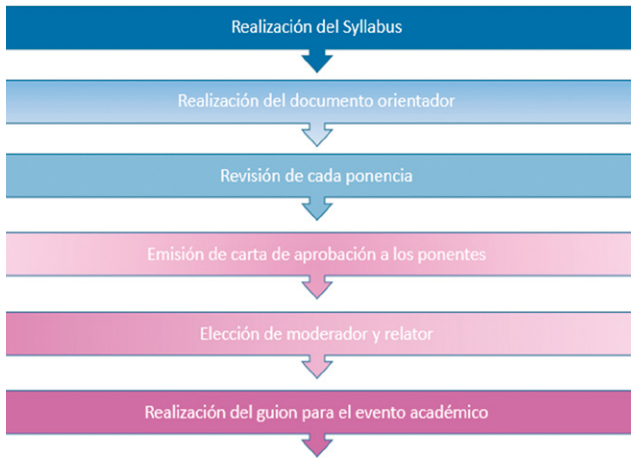 Realización del Syllabus
Realización del documento orientador
Revisión de cada ponencia
Emisión de carta de aprobación a los ponentes
Elección de moderador y relator
Realización del guion para el evento académico